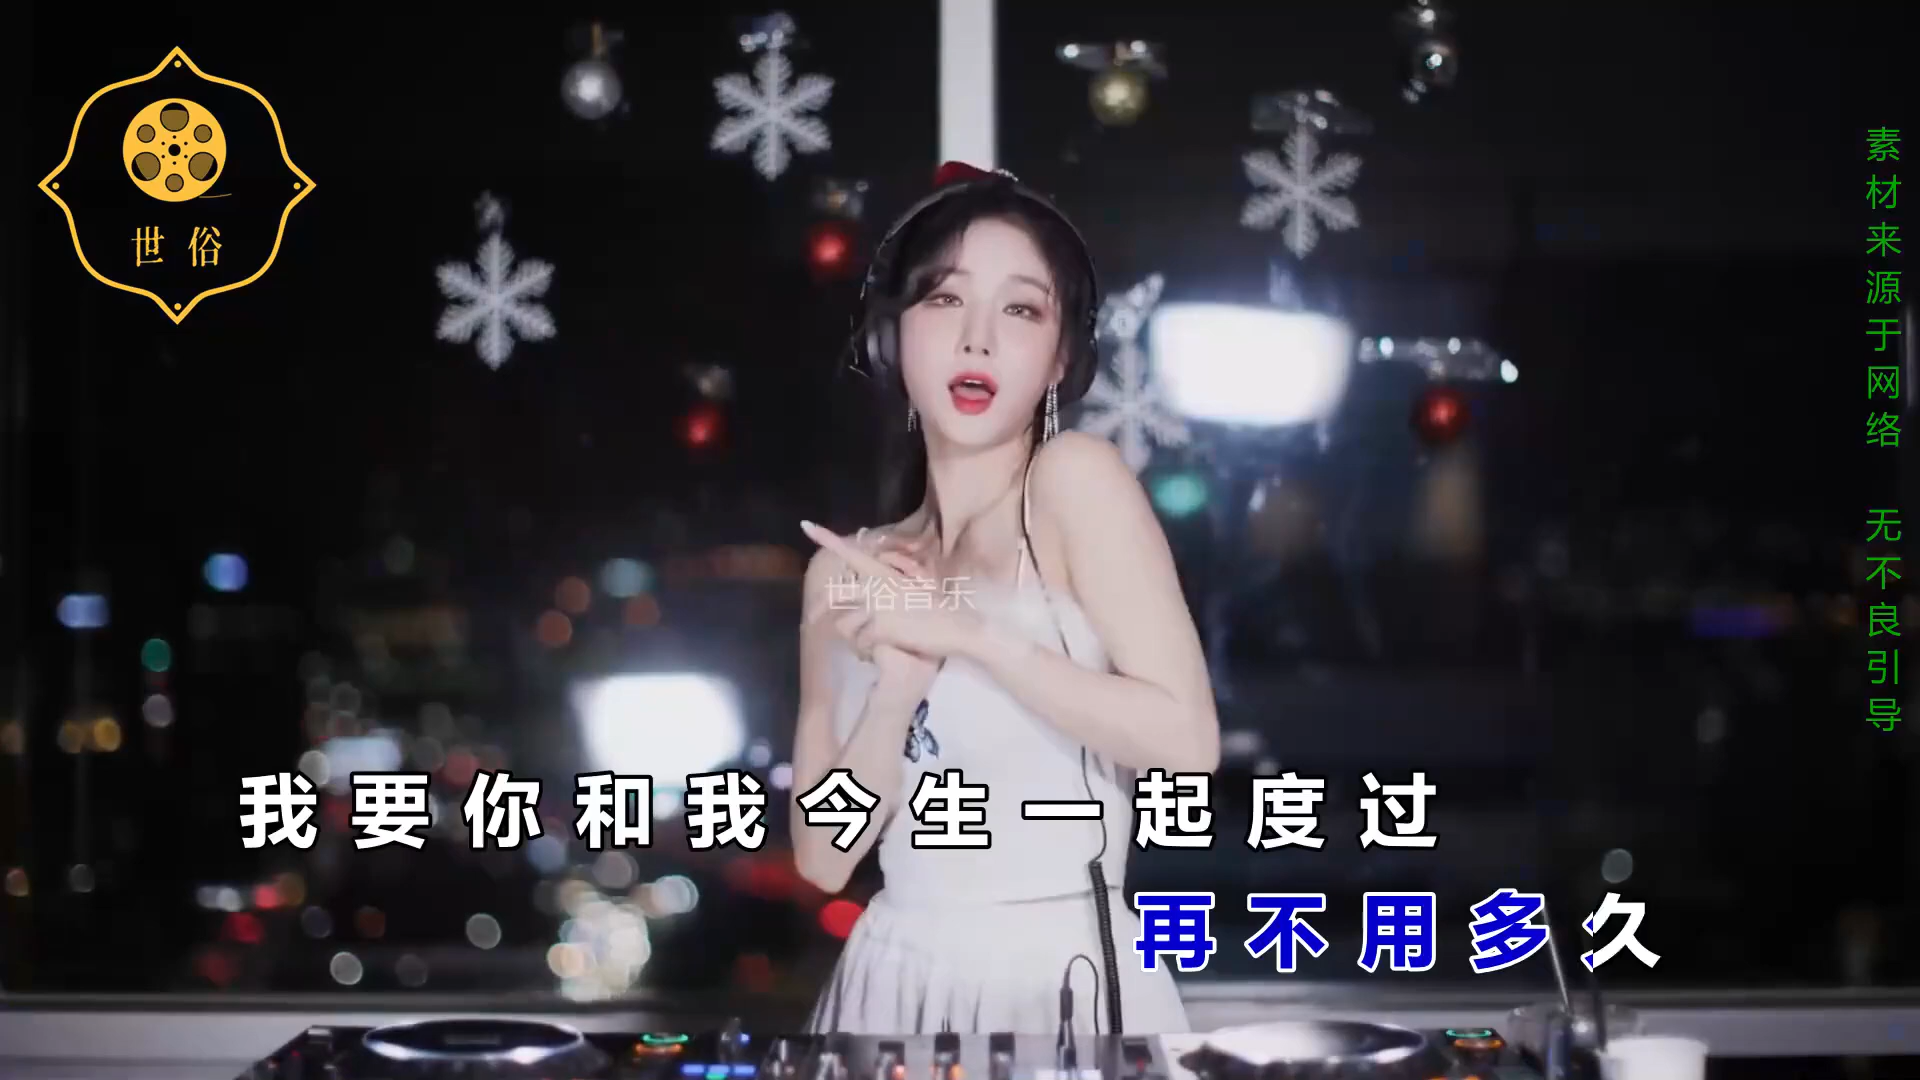 世俗
素材来源于网络 无不良引导
世俗音乐
我要你和我今生一起度过
再不用多久